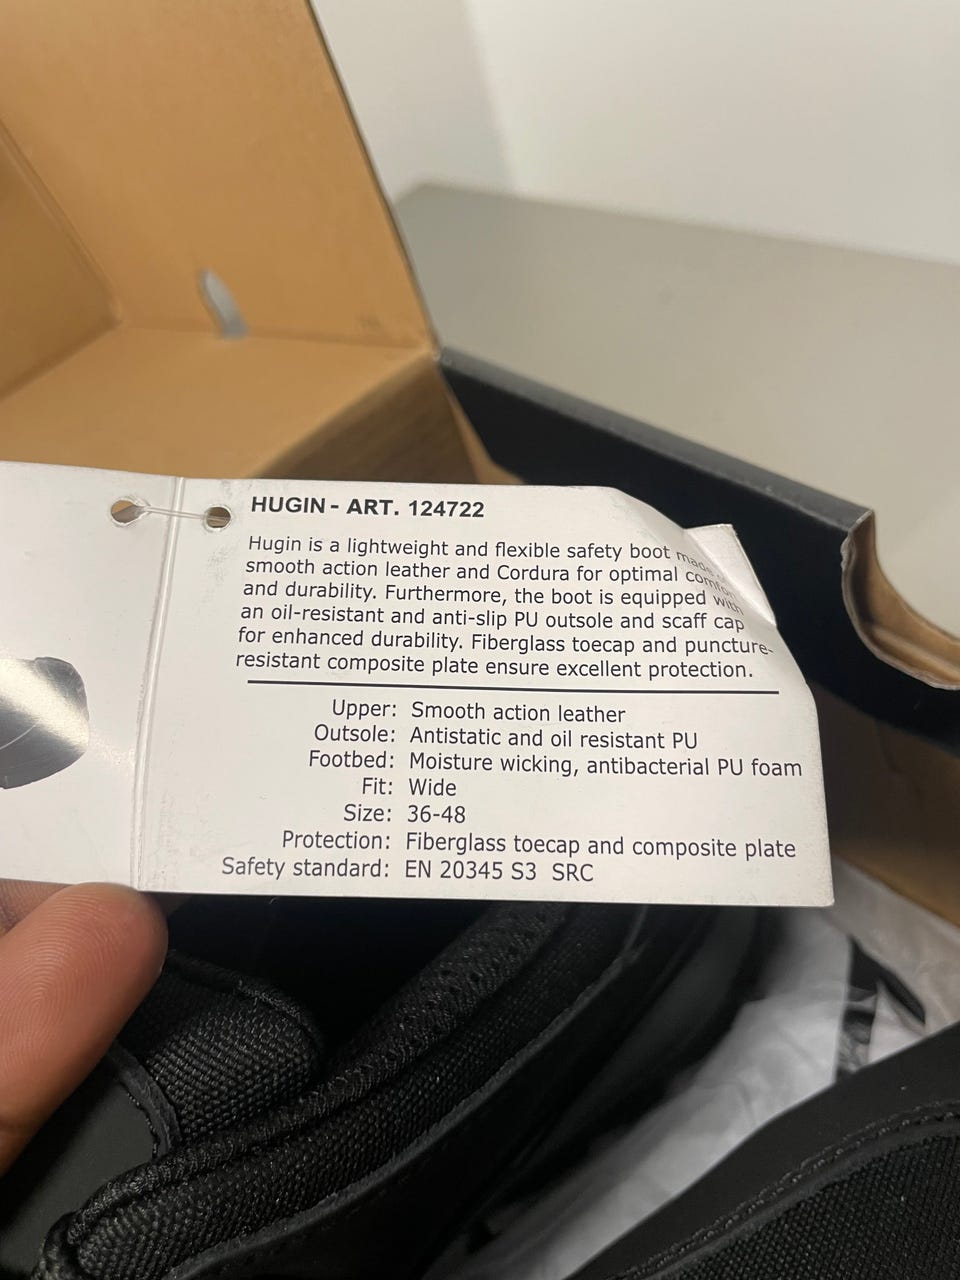 HUGIN - ART. 124722
Hugin is a lightweight and flexible safety boot made of
smooth action leather and Cordura for optimal comfort
and durability. Furthermore, the boot is equipped with
an oil-resistant and anti-slip PU outsole and scaff cap
for enhanced durability. Fiberglass toecap and puncture-
resistant composite plate ensure excellent protection.
Upper: Smooth action leather
Outsole: Antistatic and oil resistant PU
Footbed: Moisture wicking, antibacterial PU foam
Fit: Wide
Size: 36-48
Protection: Fiberglass toecap and composite plate
Safety standard: EN 20345 S3 SRC